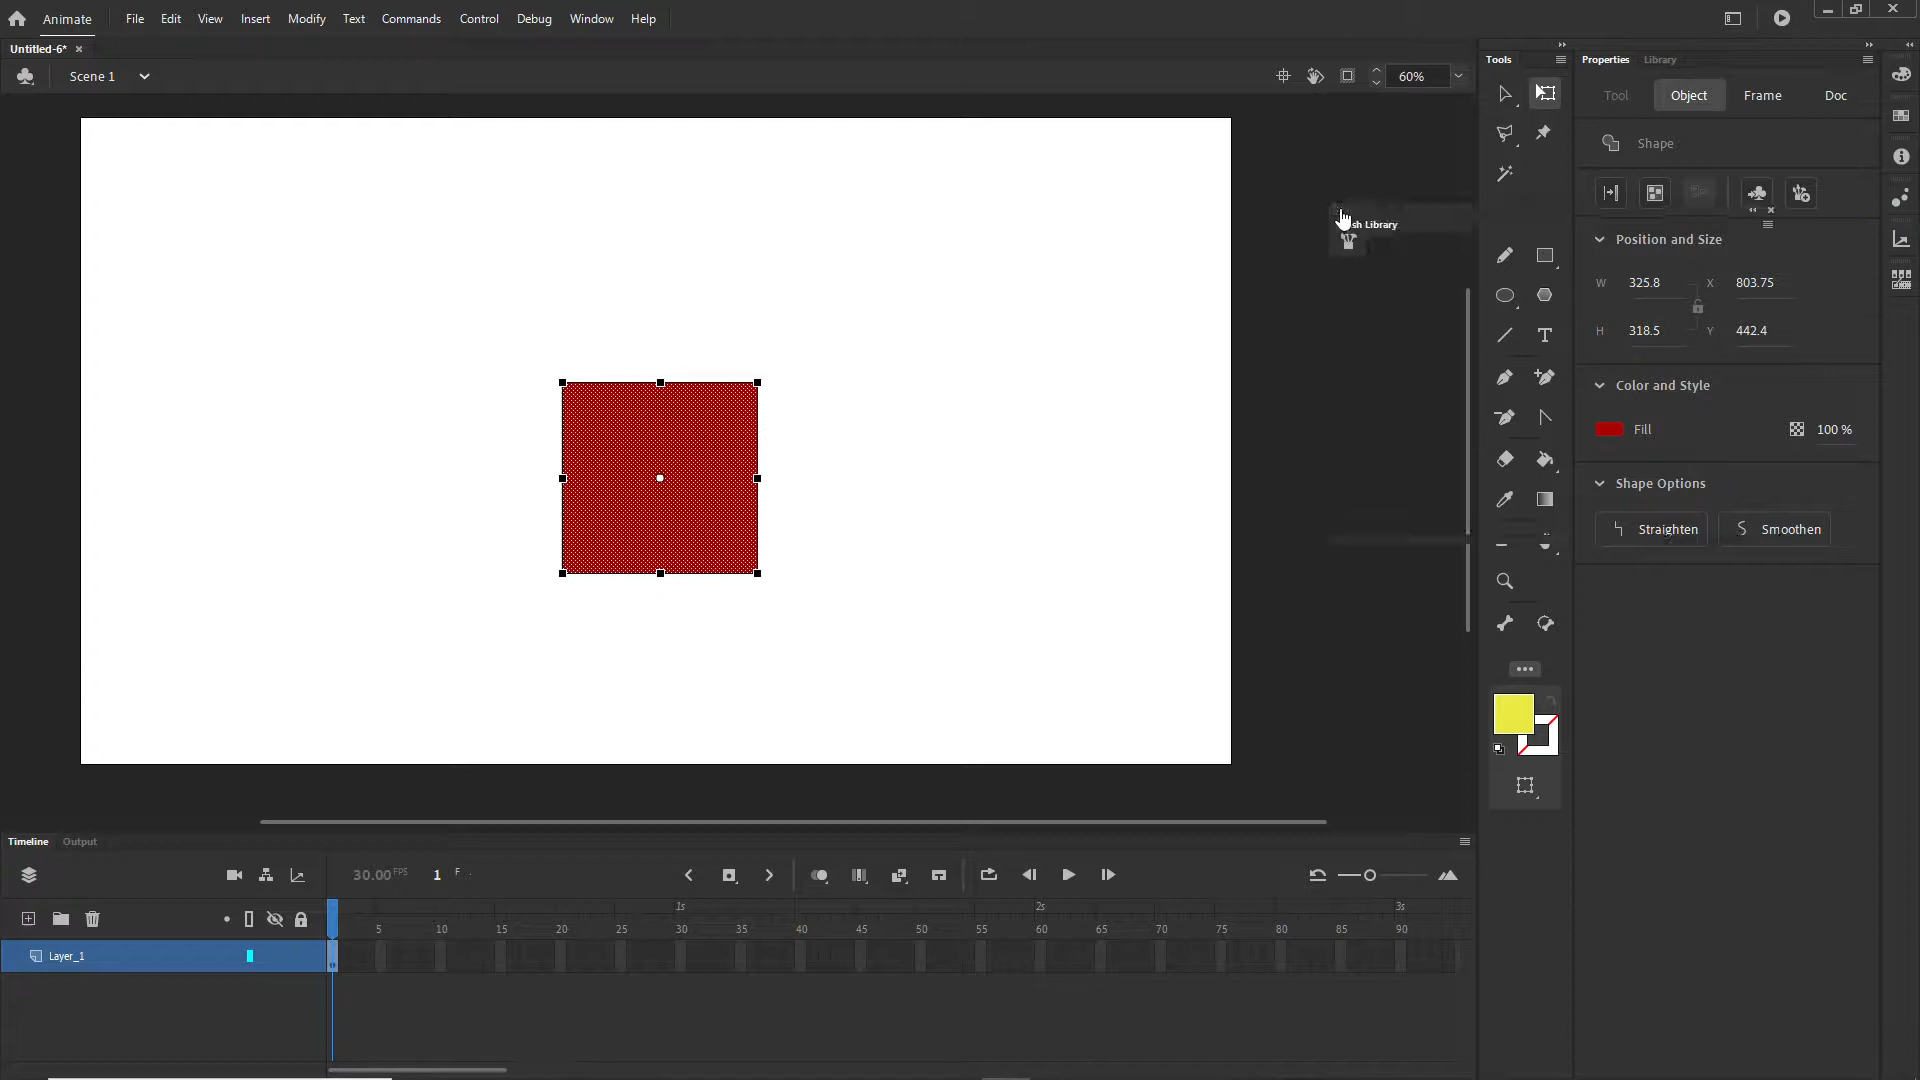 Animate File Edit View Insert Modify Text Commands Control Debug Window Help
Untitled-6*
Scene 1
60%
Tools
Properties Library
Tool Object Frame Doc
Shape
sh Library
Position and Size
W 325.8 X 803.75
H 318.5 Y 442.4
Color and Style
Fill 100 %
Shape Options
Straighten Smoothen
Timeline Output
30.00 FPS 1 F
1s 2s 3s
5 10 15 20 25 30 35 40 45 50 55 60 65 70 75 80 85 90
Layer_1